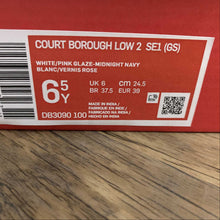 COURT BOROUGH LOW 2 SE1 (GS)
WHITE/PINK GLAZE-MIDNIGHT NAVY
BLANC/VERNIS ROSE
6.5 Y
UK 6 cm 24.5
BR 37.5 EUR 39
DB3090 100
MADE IN INDIA /